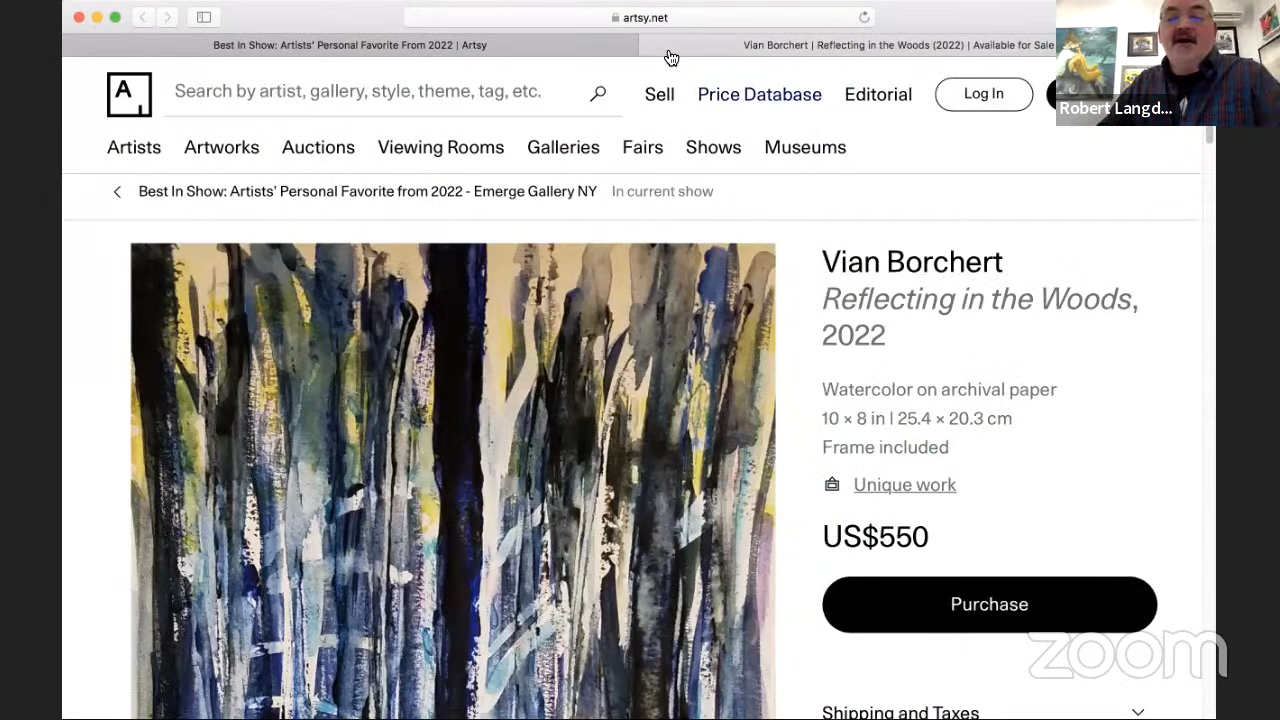 artsy.net
Best In Show: Artists' Personal Favorite From 2022 | Artsy
Vian Borchert | Reflecting in the Woods (2022) | Available for Sale
A
Search by artist, gallery, style, theme, tag, etc.
Sell
Price Database
Editorial
Log In
Robert Langd...
Artists
Artworks
Auctions
Viewing Rooms
Galleries
Fairs
Shows
Museums
Best In Show: Artists' Personal Favorite from 2022 - Emerge Gallery NY
In current show
Vian Borchert
Reflecting in the Woods,
2022
Watercolor on archival paper
10 × 8 in | 25.4 × 20.3 cm
Frame included
Unique work
US$550
Purchase
zoom
Shipping and Taxes